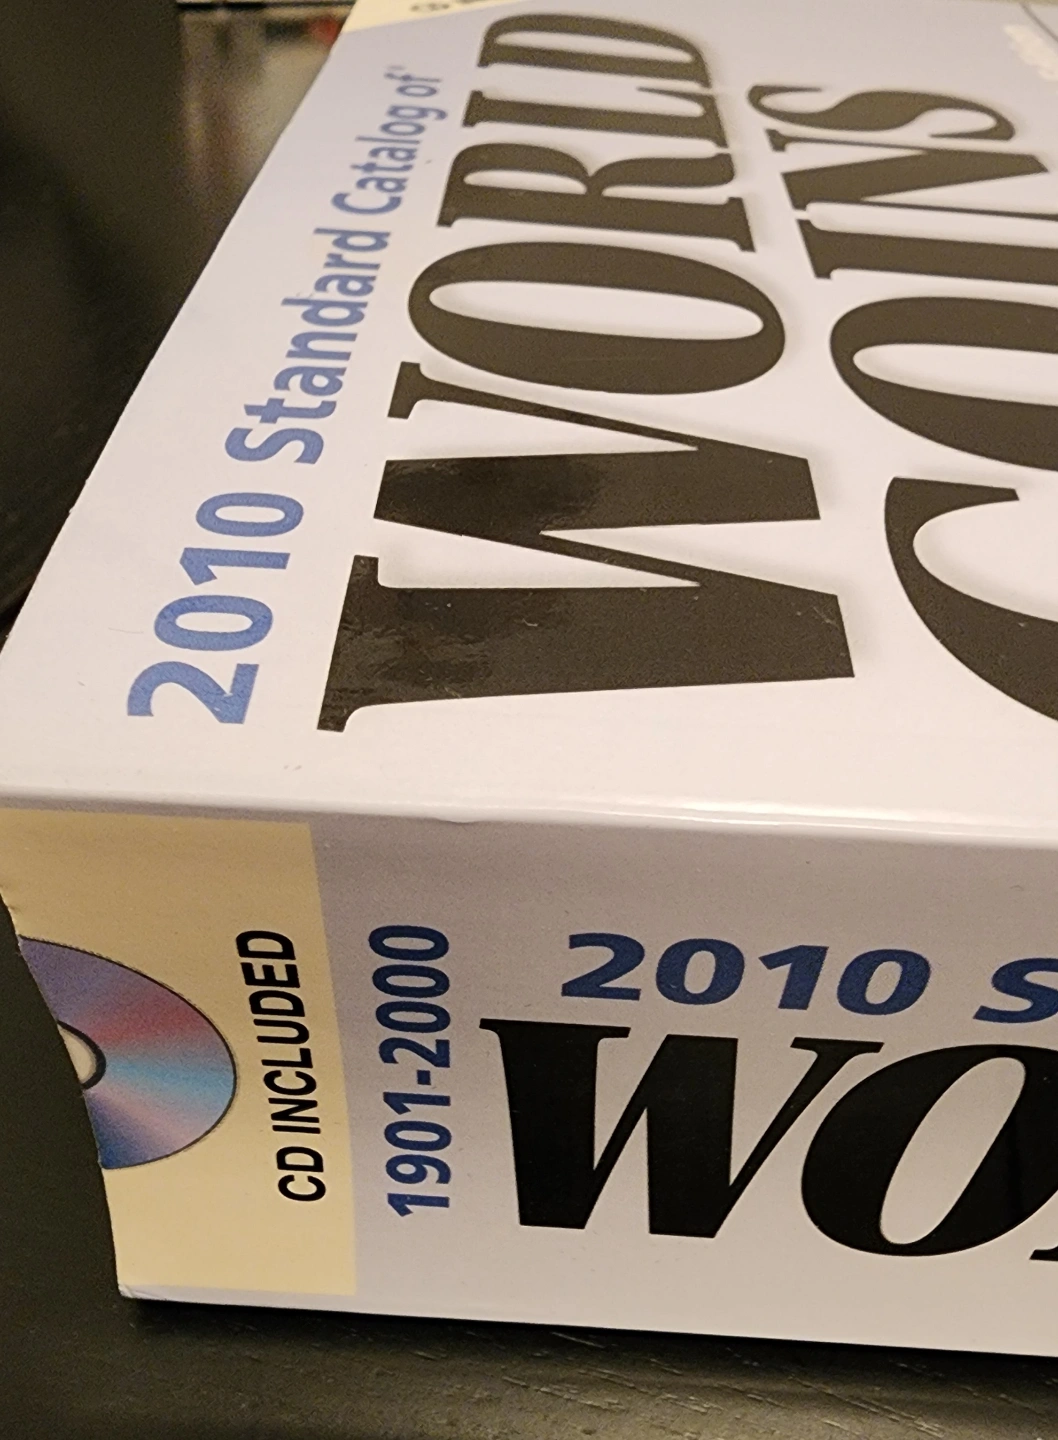 2010 Standard Catalog of
WORLD
COINS
CD INCLUDED
1901-2000
2010 S
WO